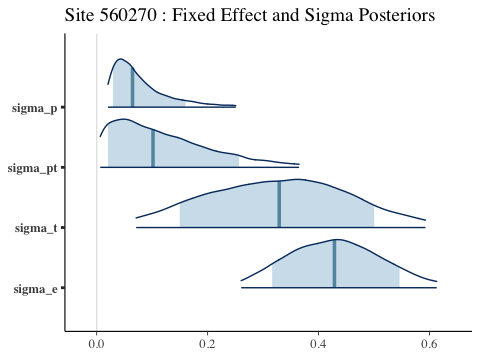 Site 560270 : Fixed Effect and Sigma Posteriors
sigma_p
sigma_pt
sigma_t
sigma_e
0.0 0.2 0.4 0.6